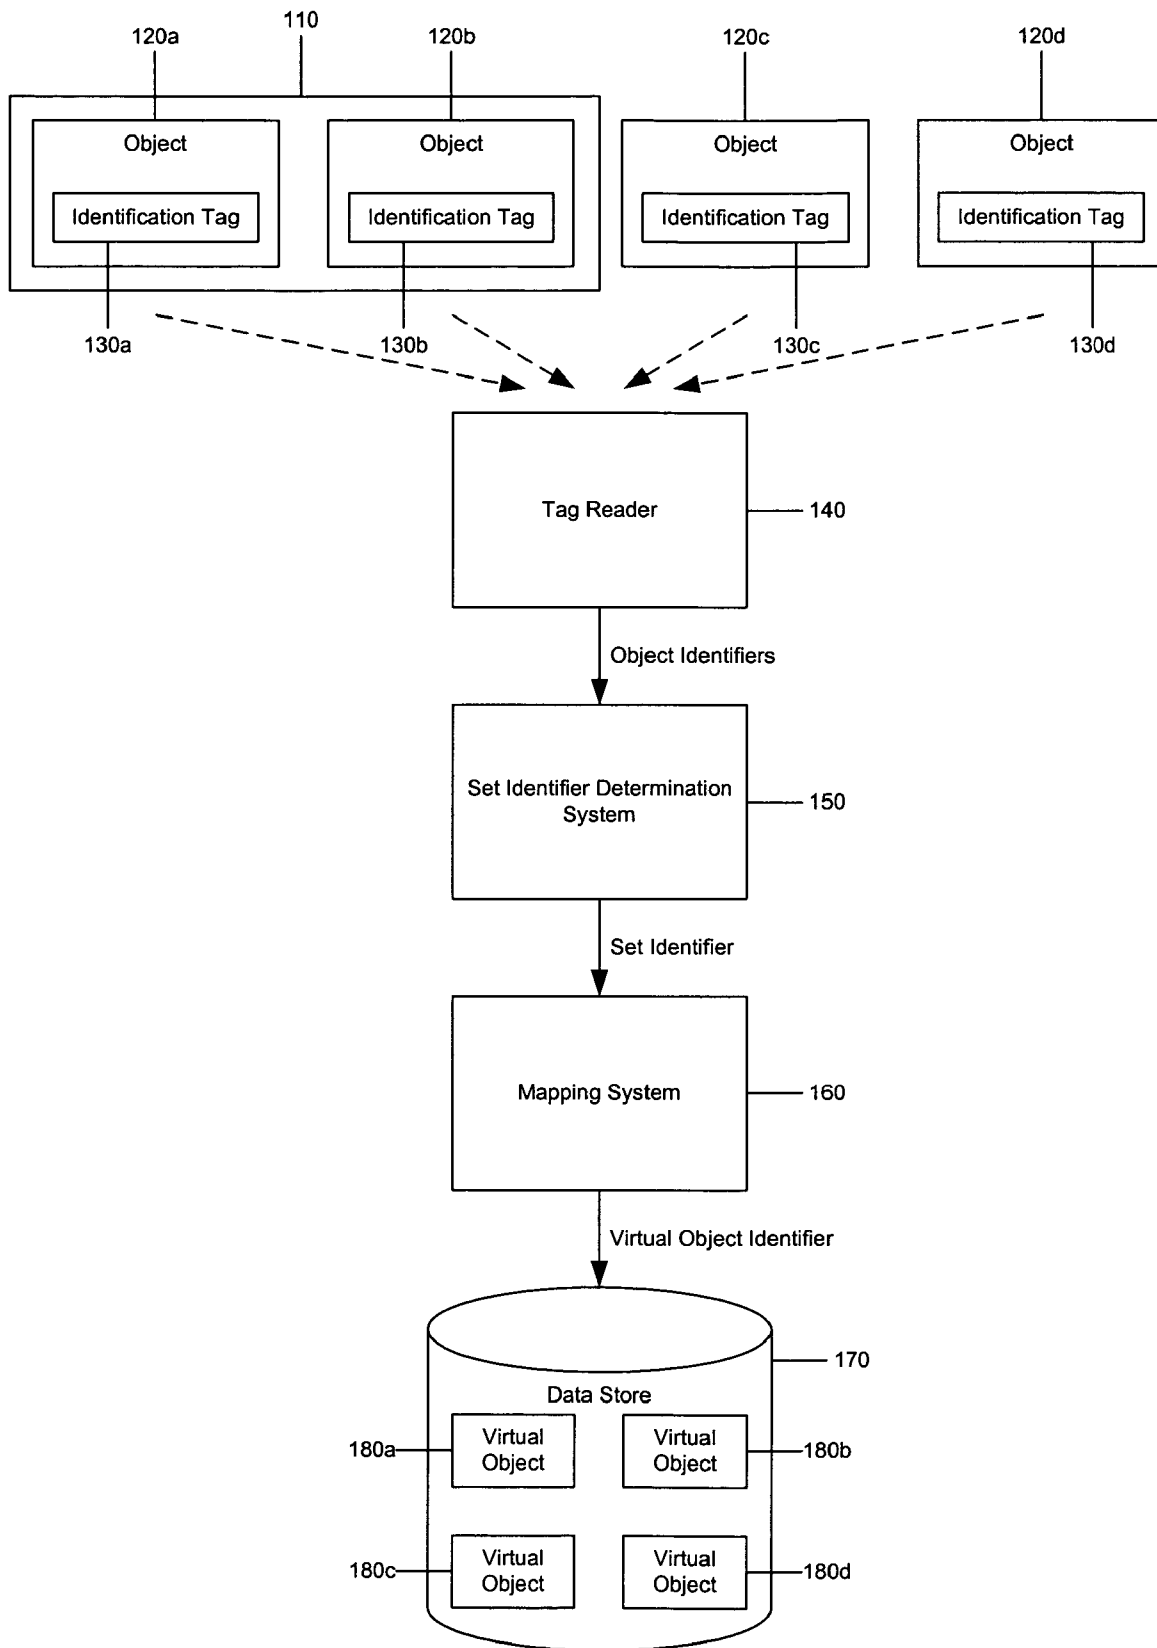 110
120a
120b
120c
120d
Object
Object
Object
Object
Identification Tag
Identification Tag
Identification Tag
Identification Tag
130a
130b
130c
130d
Tag Reader
140
Object Identifiers
Set Identifier Determination
System
150
Set Identifier
Mapping System
160
Virtual Object Identifier
170
Data Store
180a
Virtual
Object
Virtual
Object
180b
180c
Virtual
Object
Virtual
Object
180d